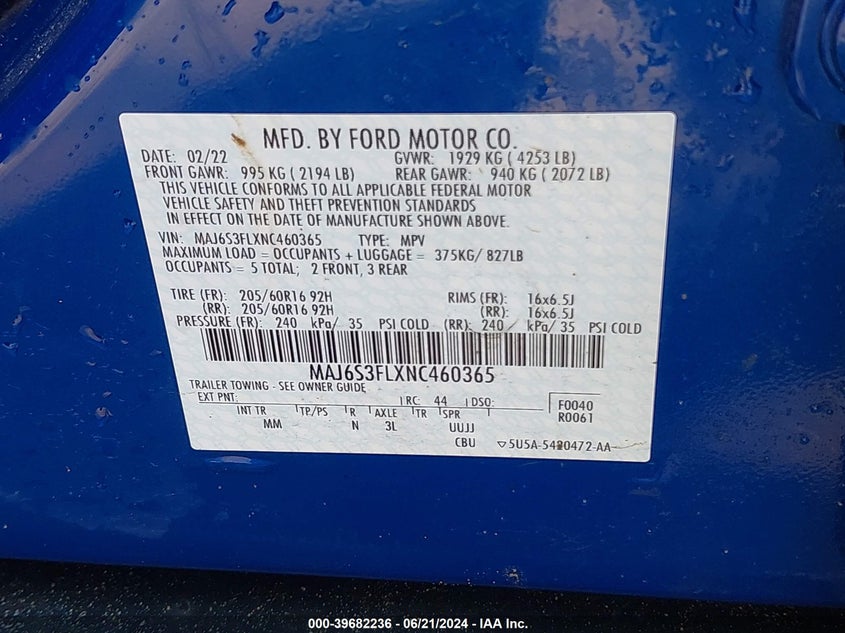 MFD. BY FORD MOTOR CO.
DATE: 02/22 GVWR: 1929 KG ( 4253 LB)
FRONT GAWR: 995 KG ( 2194 LB) REAR GAWR: 940 KG ( 2072 LB)
THIS VEHICLE CONFORMS TO ALL APPLICABLE FEDERAL MOTOR
VEHICLE SAFETY AND THEFT PREVENTION STANDARDS
IN EFFECT ON THE DATE OF MANUFACTURE SHOWN ABOVE.
VIN: MAJ6S3FLXNC460365 TYPE: MPV
MAXIMUM LOAD = OCCUPANTS + LUGGAGE = 375KG/ 827LB
OCCUPANTS = 5 TOTAL; 2 FRONT, 3 REAR
TIRE (FR): 205/60R16 92H RIMS (FR): 16x6.5J
(RR): 205/60R16 92H (RR): 16x6.5J
PRESSURE (FR): 240 kPa/ 35 PSI COLD (RR): 240 kPa/ 35 PSI COLD
MAJ6S3FLXNC460365
TRAILER TOWING - SEE OWNER GUIDE
EXT PNT: RC: 44 DSO: F0040
INT TR TP/PS R AXLE TR SPR R0061
MM N 3L UUJJ
CBU 5U5A-5420472-AA
000-39682236 - 06/21/2024 - IAA Inc.